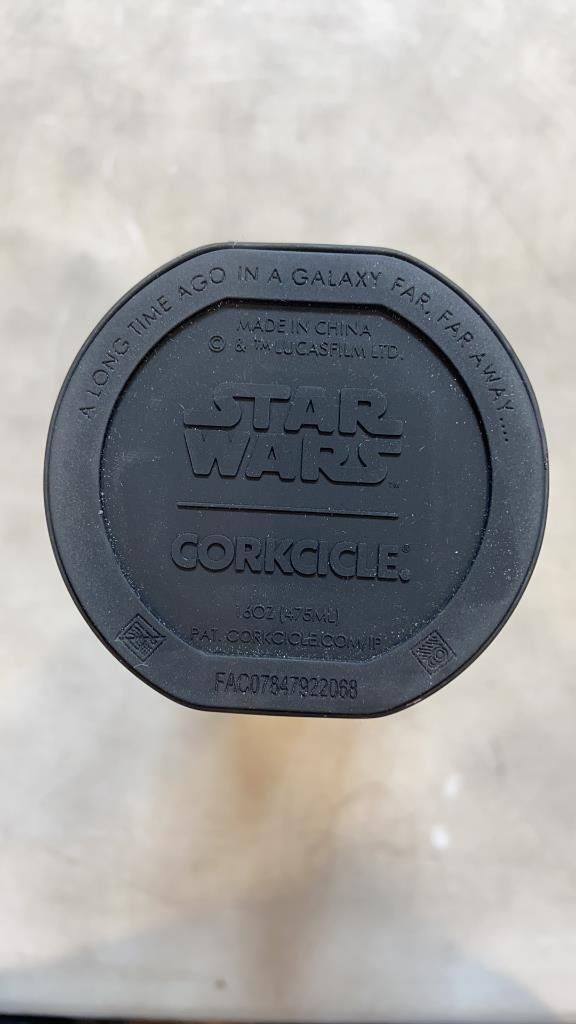 A LONG TIME AGO IN A GALAXY FAR, FAR AWAY....
MADE IN CHINA
© & ™ LUCASFILM LTD.
STAR
WARS™
CORKCICLE®
16OZ (475ML)
PAT. CORKCICLE.COM/IP
FAC07847922068